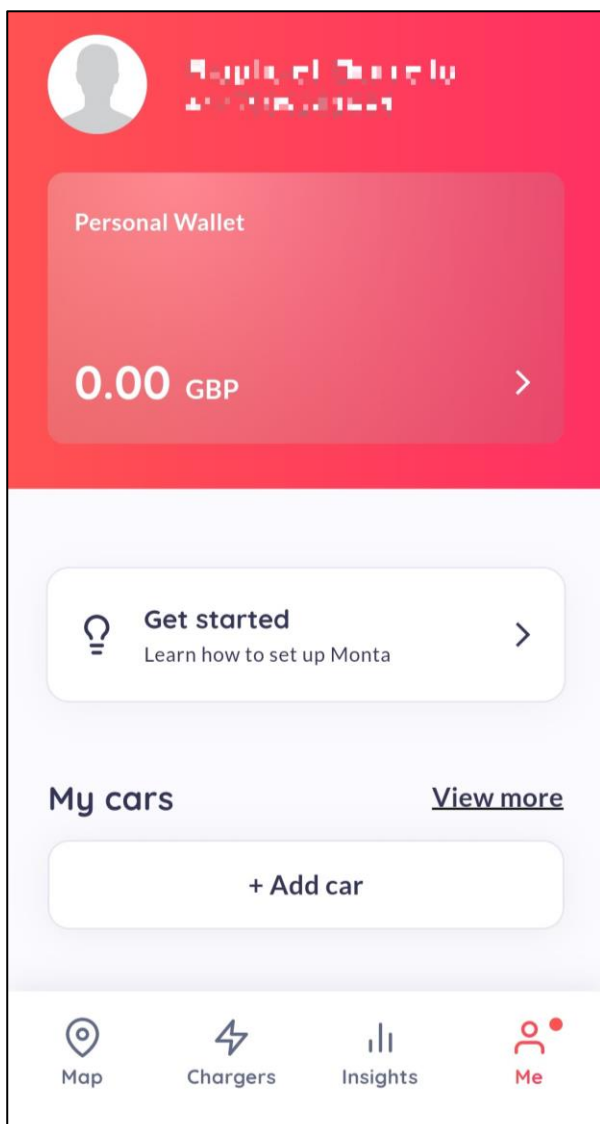 Personal Wallet
0.00 GBP
Get started
Learn how to set up Monta
My cars
View more
+ Add car
Map
Chargers
Insights
Me